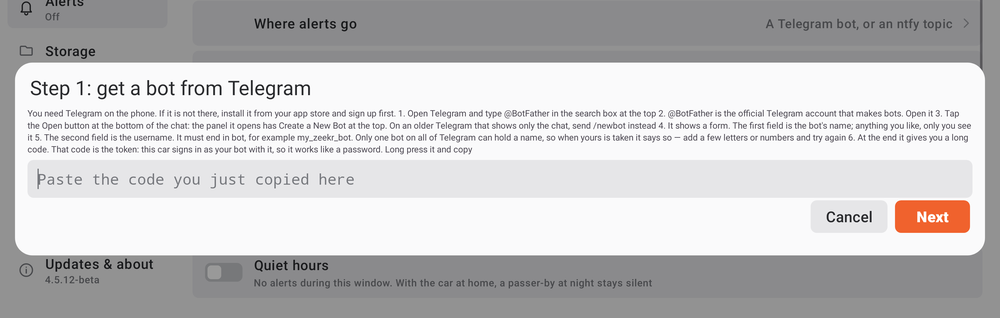 Alerts
Off
Where alerts go
A Telegram bot, or an ntfy topic
Storage
Step 1: get a bot from Telegram
You need Telegram on the phone. If it is not there, install it from your app store and sign up first. 1. Open Telegram and type @BotFather in the search box at the top 2. @BotFather is the official Telegram account that makes bots. Open it 3. Tap
the Open button at the bottom of the chat: the panel it opens has Create a New Bot at the top. On an older Telegram that shows only the chat, send /newbot instead 4. It shows a form. The first field is the bot's name; anything you like, only you see
it 5. The second field is the username. It must end in bot, for example my_zeekr_bot. Only one bot on all of Telegram can hold a name, so when yours is taken it says so — add a few letters or numbers and try again 6. At the end it gives you a long
code. That code is the token: this car signs in as your bot with it, so it works like a password. Long press it and copy
Paste the code you just copied here
Cancel
Next
Updates & about
4.5.12-beta
Quiet hours
No alerts during this window. With the car at home, a passer-by at night stays silent